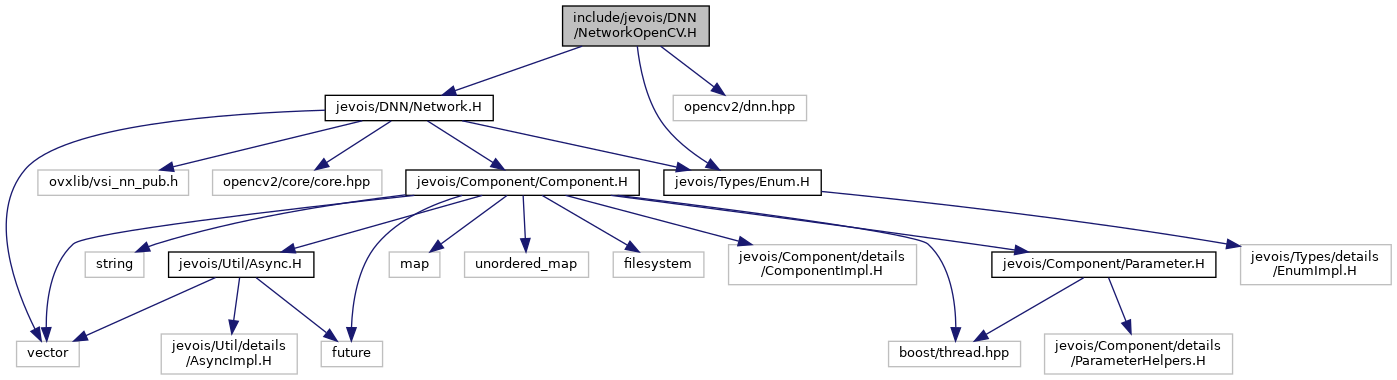 include/jevois/DNN
/NetworkOpenCV.H
jevois/DNN/Network.H
opencv2/dnn.hpp
ovxlib/vsi_nn_pub.h
opencv2/core/core.hpp
jevois/Component/Component.H
jevois/Types/Enum.H
string
jevois/Util/Async.H
map
unordered_map
filesystem
jevois/Component/details
/ComponentImpl.H
jevois/Component/Parameter.H
jevois/Types/details
/EnumImpl.H
vector
jevois/Util/details
/AsyncImpl.H
future
boost/thread.hpp
jevois/Component/details
/ParameterHelpers.H